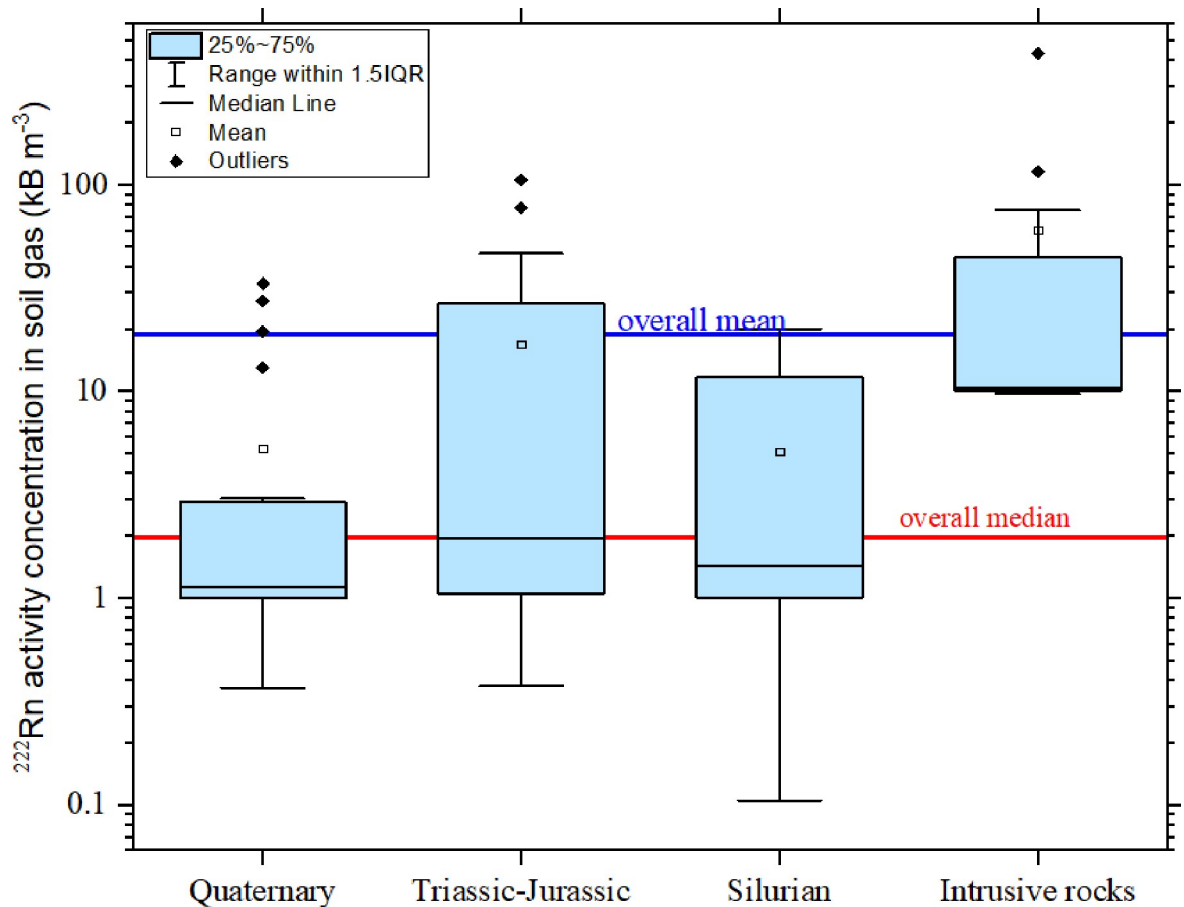 25%~75%
Range within 1.5IQR
Median Line
Mean
Outliers
²²²Rn activity concentration in soil gas (kB m⁻³)
100
10
1
0.1
overall mean
overall median
Quaternary Triassic-Jurassic Silurian Intrusive rocks